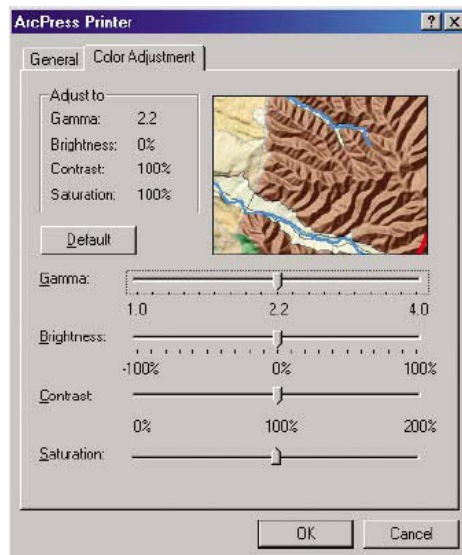 ArcPress Printer
General Color Adjustment
Adjust to
Gamma: 2.2
Brightness: 0%
Contrast: 100%
Saturation: 100%
Default
Gamma:
1.0 2.2 4.0
Brightness:
-100% 0% 100%
Contrast
0% 100% 200%
Saturation:
OK Cancel